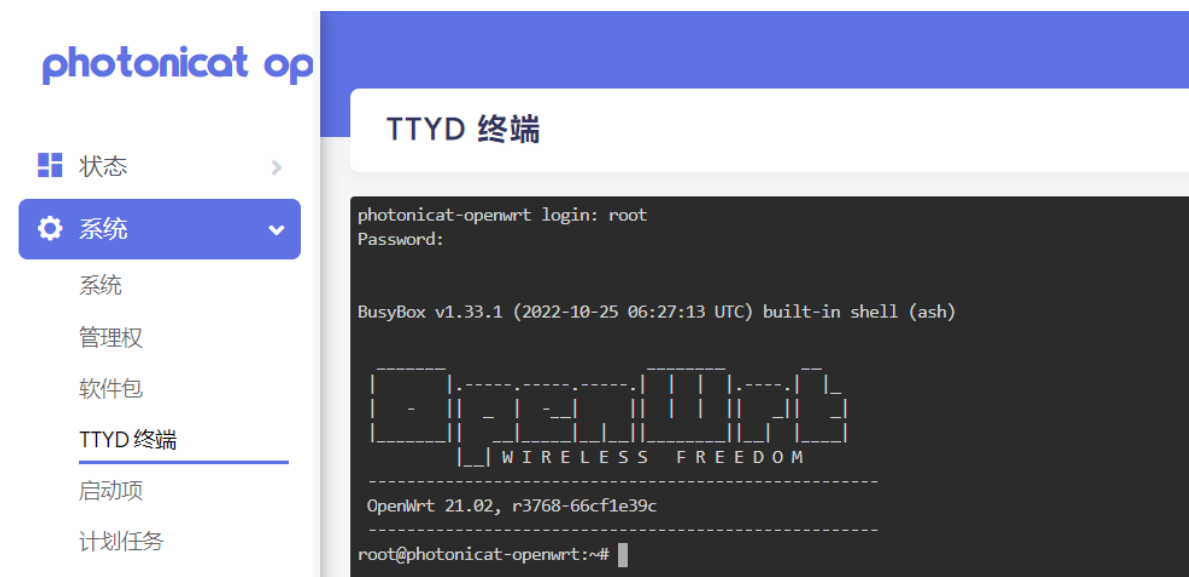 photonicat op
状态
系统
系统
管理权
软件包
TTYD 终端
启动项
计划任务
TTYD 终端
photonicat-openwrt login: root
Password:
BusyBox v1.33.1 (2022-10-25 06:27:13 UTC) built-in shell (ash)
OpenWrt
W I R E L E S S   F R E E D O M
-----------------------------------------------------
OpenWrt 21.02, r3768-66cf1e39c
-----------------------------------------------------
root@photonicat-openwrt:~#